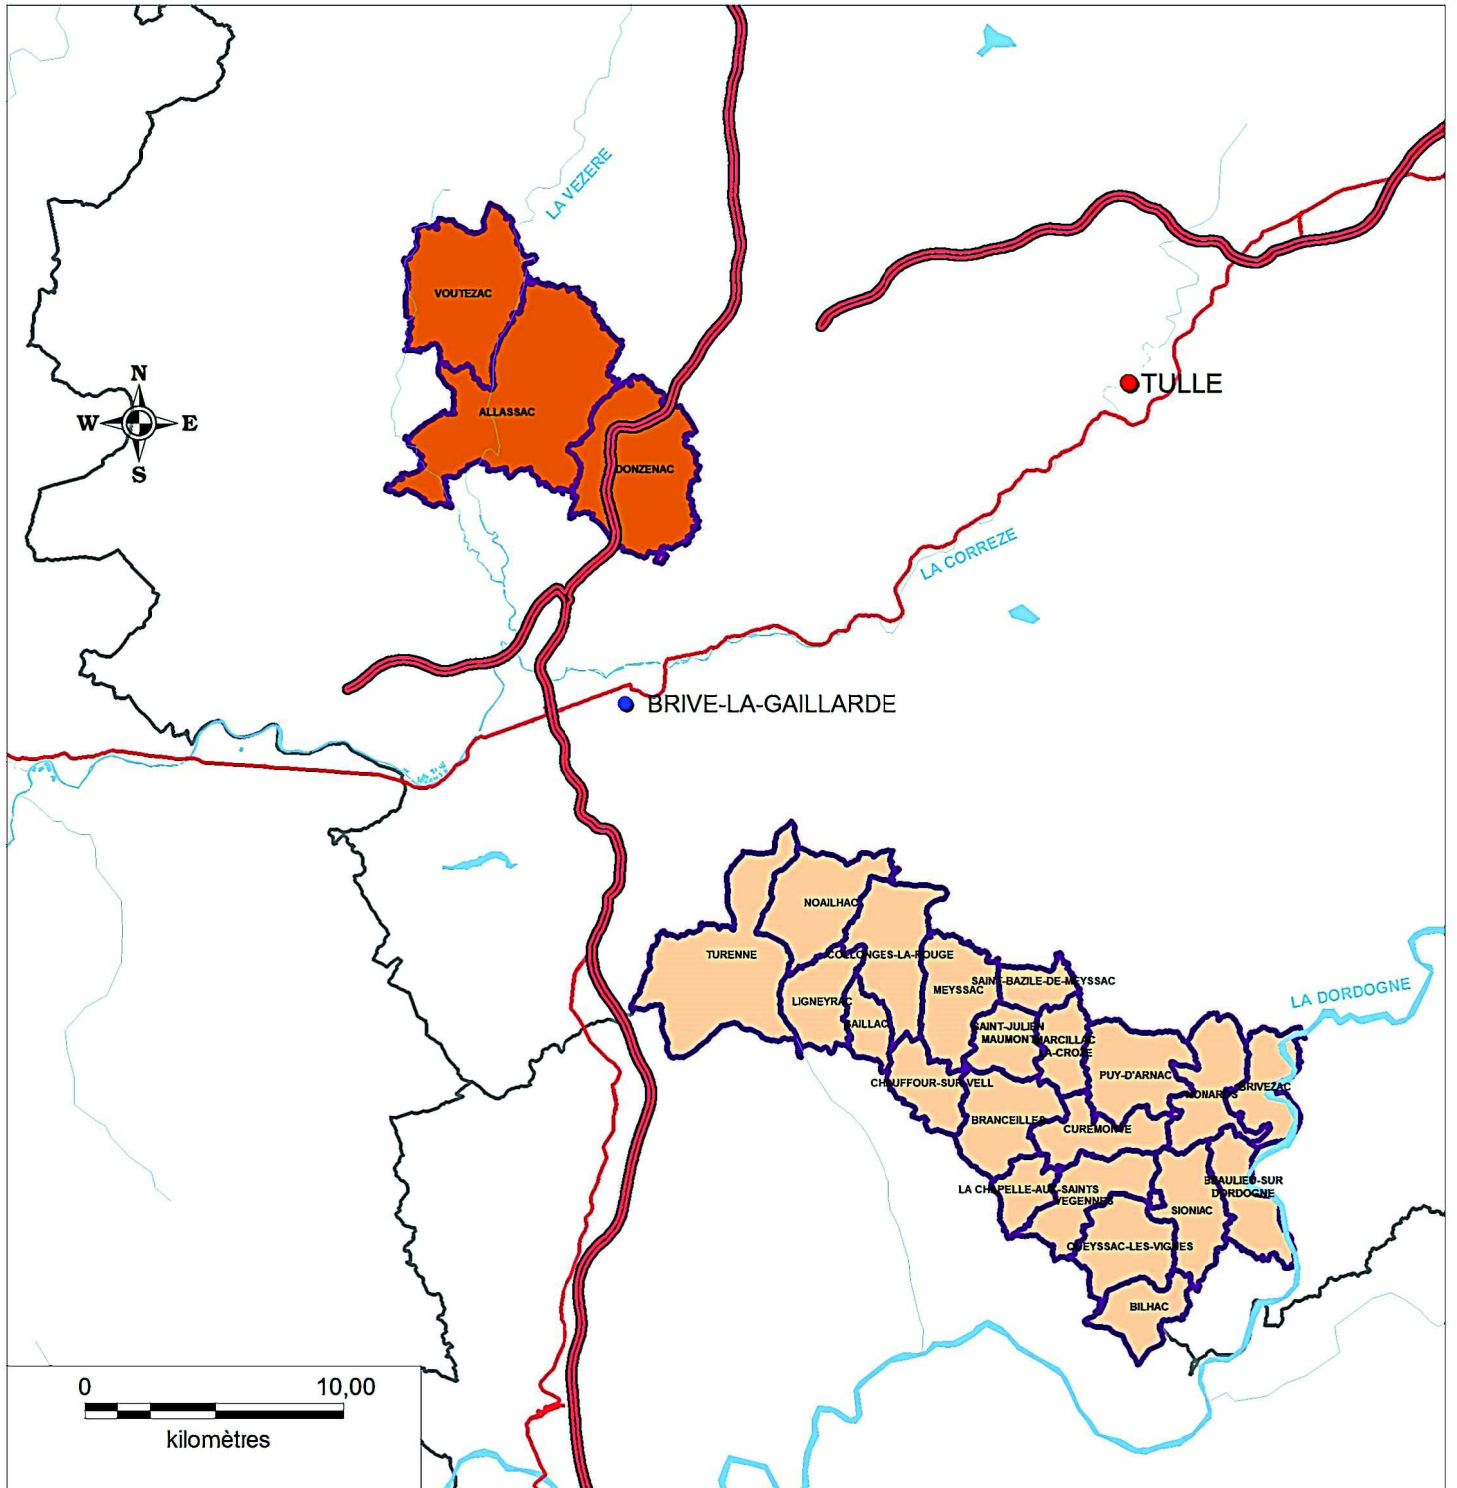 LA VEZERE
VOUTEZAC
N
W E
S
TULLE
ALLASSAC
DONZENAC
LA CORREZE
BRIVE-LA-GAILLARDE
NOAILHAC
TURENNE
COLLONGES-LA-ROUGE
SAINT-BAZILE-DE-MEYSSAC
MEYSSAC
LA DORDOGNE
LIGNEYRAC
SAILLAC
SAINT-JULIEN
MAUMONT
MARCILLAC
LA-CROZE
PUY-D'ARNAC
CHAUFFOUR-SUR-VELL
BRIVEZAC
NONARDS
BRANCEILLES
CUREMONTE
BEAULIEU-SUR
DORDOGNE
LA CHAPELLE-AUX-SAINTS
VEGENNES
SIONIAC
QUEYSSAC-LES-VIGNES
BILHAC
0 10,00
kilomètres